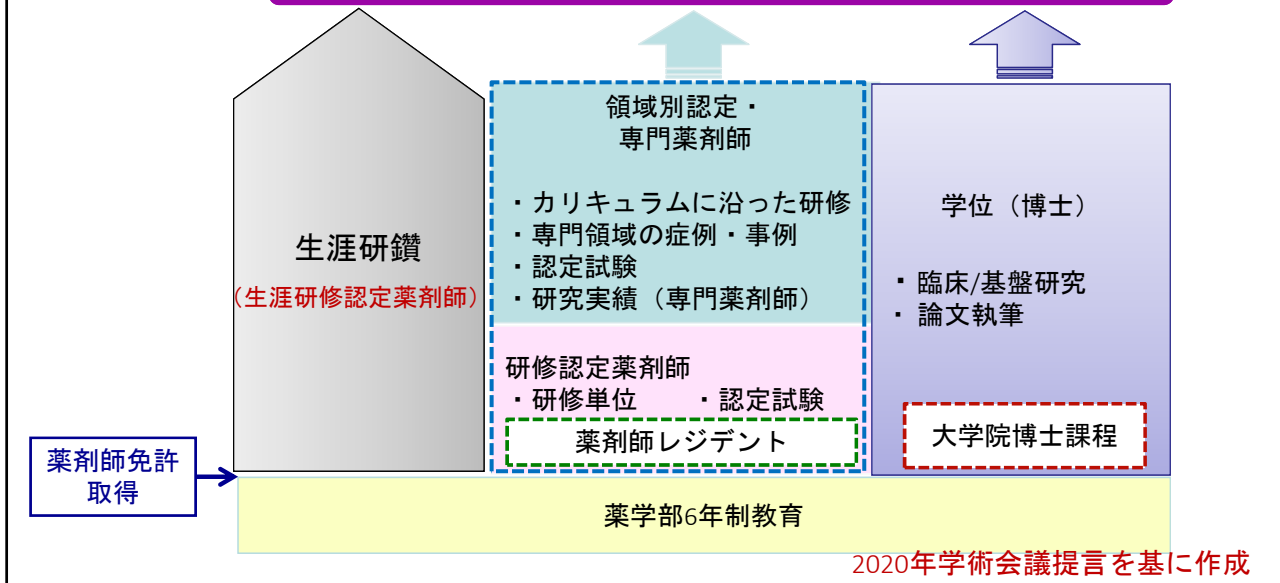 領域別認定・
専門薬剤師
・カリキュラムに沿った研修
・専門領域の症例・事例
・認定試験
・研究実績（専門薬剤師）
生涯研鑽
（生涯研修認定薬剤師）
学位（博士）
・臨床/基盤研究
・論文執筆
研修認定薬剤師
・研修単位　　・認定試験
薬剤師レジデント
大学院博士課程
薬剤師免許
取得
薬学部6年制教育
2020年学術会議提言を基に作成